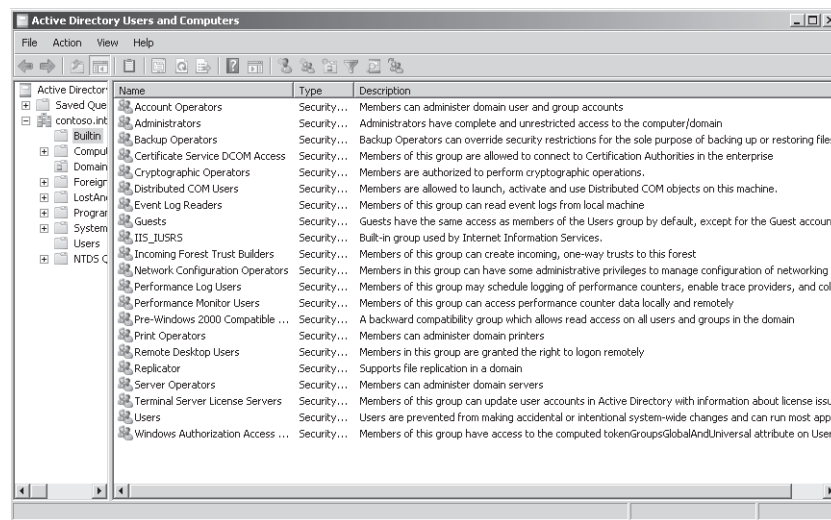 Active Directory Users and Computers
File Action View Help
Active Director
Saved Que
contoso.int
Builtin
Compu
Domain
Foreign
LostAn
Program
System
Users
NTDS Q
Name Type Description
Account Operators Security... Members can administer domain user and group accounts
Administrators Security... Administrators have complete and unrestricted access to the computer/domain
Backup Operators Security... Backup Operators can override security restrictions for the sole purpose of backing up or restoring files
Certificate Service DCOM Access Security... Members of this group are allowed to connect to Certification Authorities in the enterprise
Cryptographic Operators Security... Members are authorized to perform cryptographic operations.
Distributed COM Users Security... Members are allowed to launch, activate and use Distributed COM objects on this machine.
Event Log Readers Security... Members of this group can read event logs from local machine
Guests Security... Guests have the same access as members of the Users group by default, except for the Guest accoun
IIS_IUSRS Security... Built-in group used by Internet Information Services.
Incoming Forest Trust Builders Security... Members of this group can create incoming, one-way trusts to this forest
Network Configuration Operators Security... Members in this group can have some administrative privileges to manage configuration of networking
Performance Log Users Security... Members of this group may schedule logging of performance counters, enable trace providers, and col
Performance Monitor Users Security... Members of this group can access performance counter data locally and remotely
Pre-Windows 2000 Compatible ... Security... A backward compatibility group which allows read access on all users and groups in the domain
Print Operators Security... Members can administer domain printers
Remote Desktop Users Security... Members in this group are granted the right to logon remotely
Replicator Security... Supports file replication in a domain
Server Operators Security... Members can administer domain servers
Terminal Server License Servers Security... Members of this group can update user accounts in Active Directory with information about license issu
Users Security... Users are prevented from making accidental or intentional system-wide changes and can run most app
Windows Authorization Access ... Security... Members of this group have access to the computed tokenGroupsGlobalAndUniversal attribute on User